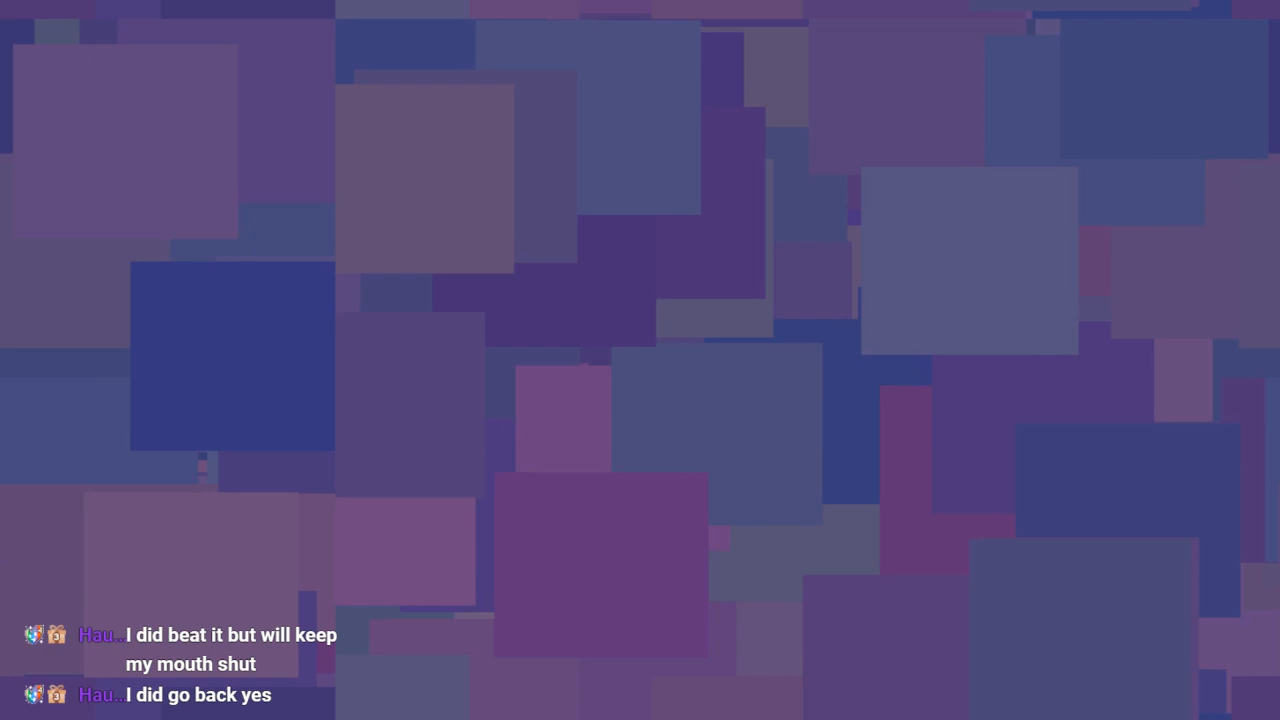 Hau...I did beat it but will keep
my mouth shut
Hau...I did go back yes